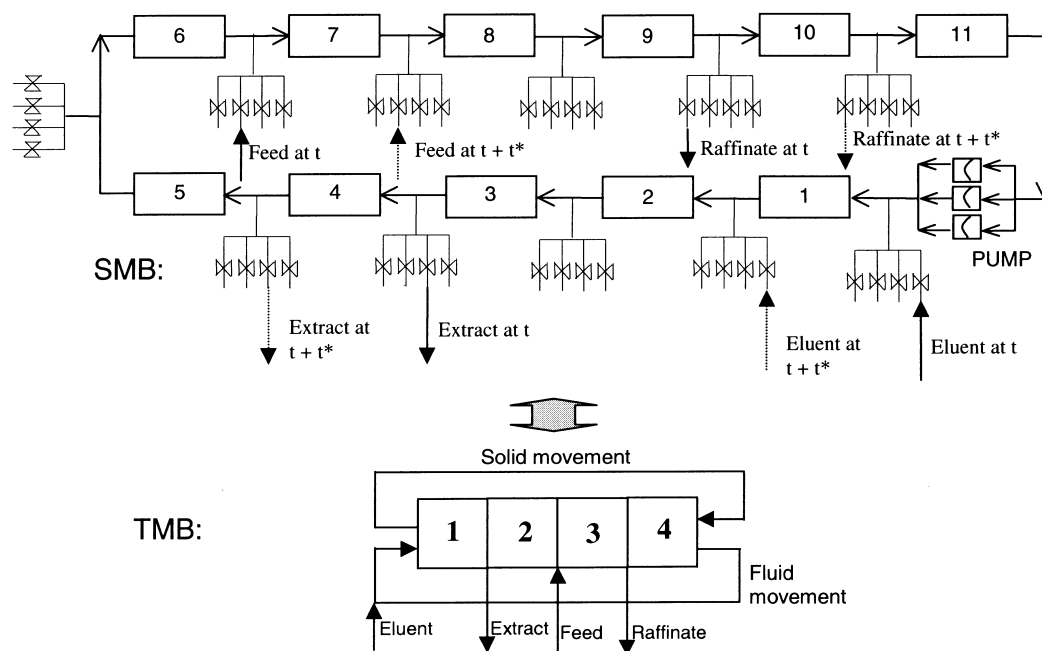 6 7 8 9 10 11
Feed at t
Feed at t + t*
Raffinate at t
Raffinate at t + t*
5 4 3 2 1
PUMP
SMB:
Extract at
t + t*
Extract at t
Eluent at
t + t*
Eluent at t
Solid movement
TMB:
1 2 3 4
Fluid
movement
Eluent
Extract
Feed
Raffinate